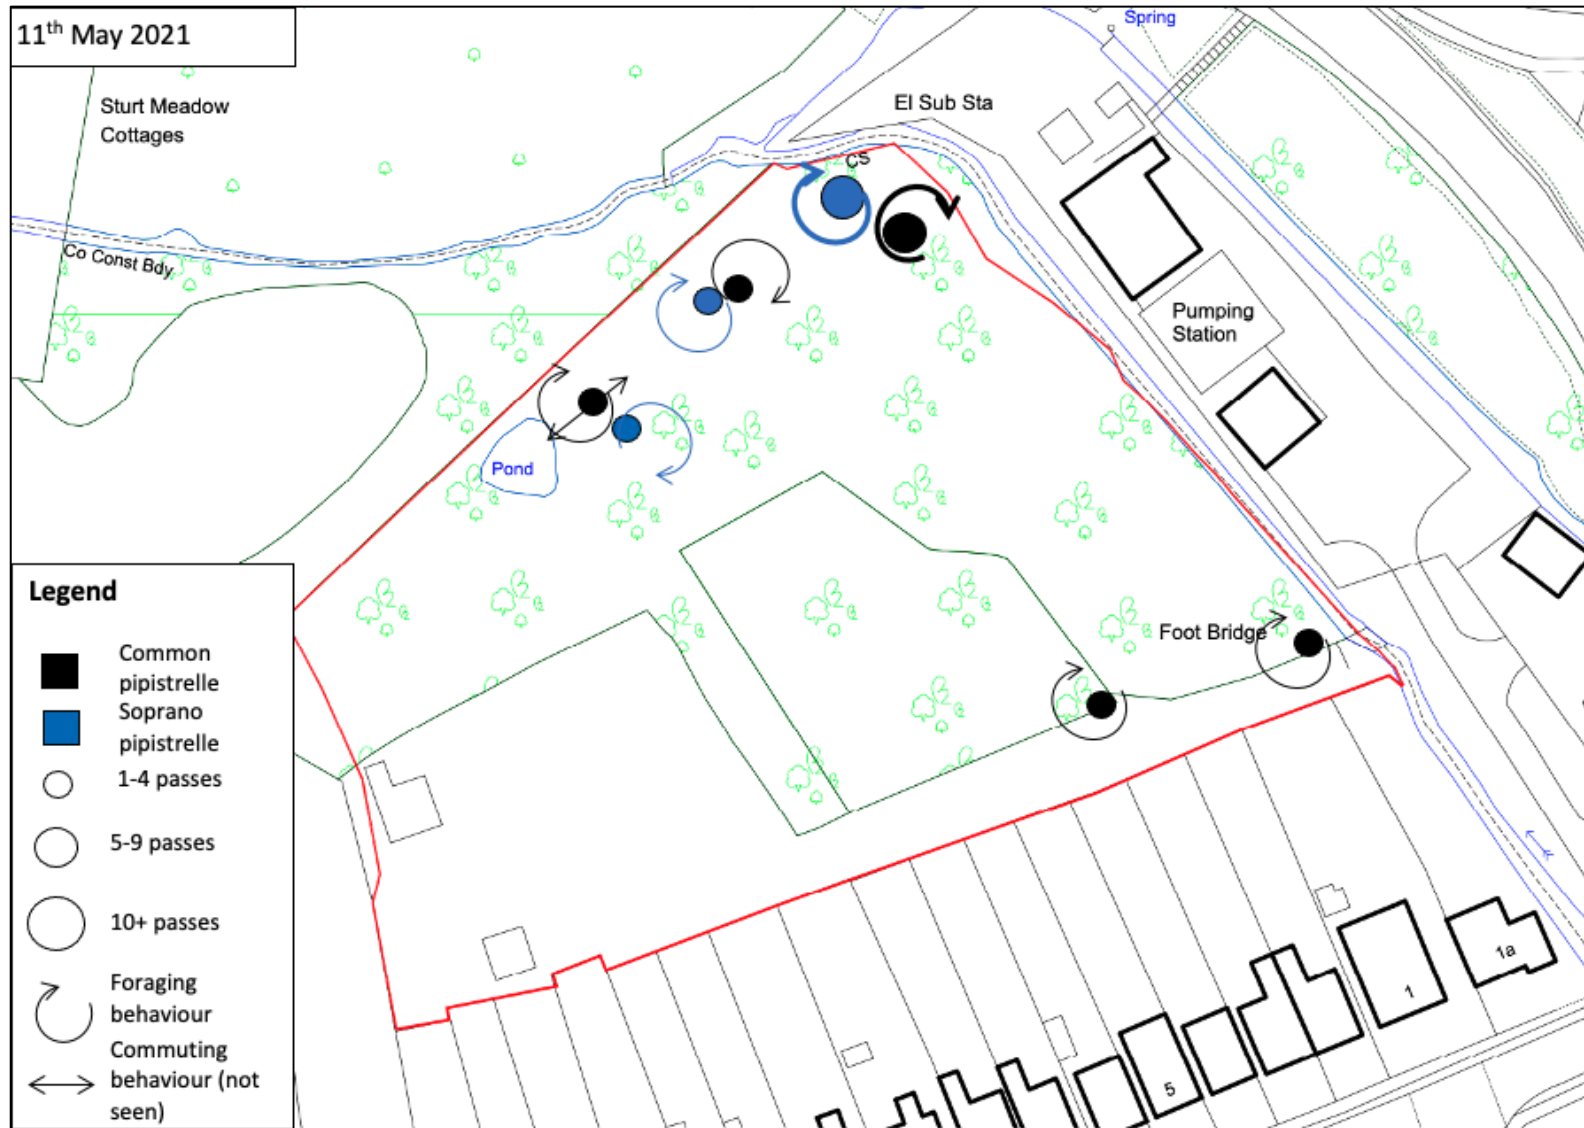 11th May 2021
Spring
Sturt Meadow
Cottages
El Sub Sta
CS
Co Const Bdy
Pumping
Station
Pond
Foot Bridge
Legend
Common
pipistrelle
Soprano
pipistrelle
1-4 passes
5-9 passes
10+ passes
Foraging
behaviour
Commuting
behaviour (not
seen)
1a
1
5